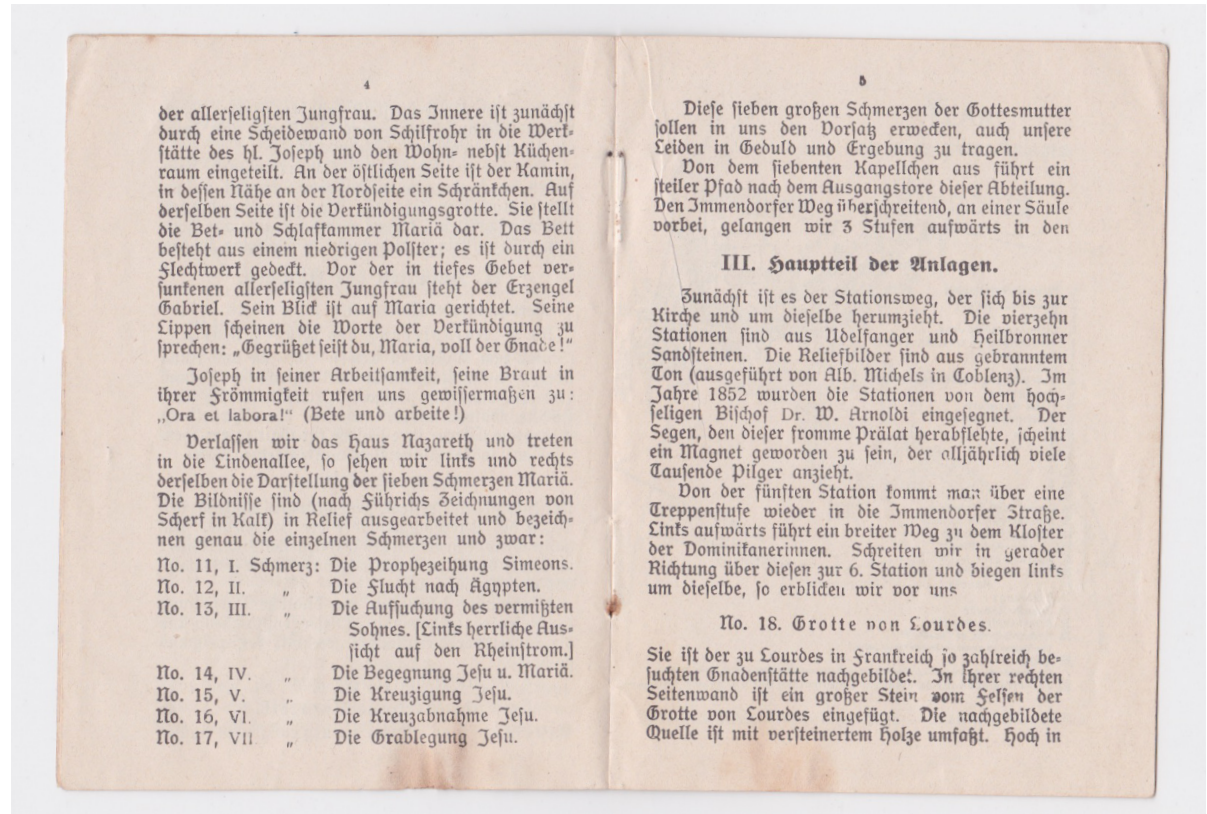 4
der allerseligsten Jungfrau. Das Innere ist zunächst
durch eine Scheidewand von Schilfrohr in die Werk-
stätte des hl. Joseph und den Wohn- nebst Küchen-
raum eingeteilt. An der östlichen Seite ist der Kamin,
in dessen Nähe an der Nordseite ein Schränkchen. Auf
derselben Seite ist die Verkündigungsgrotte. Sie stellt
die Bet- und Schlafkammer Mariä dar. Das Bett
besteht aus einem niedrigen Polster; es ist durch ein
Flechtwerk gedeckt. Vor der in tiefes Gebet ver-
sunkenen allerseligsten Jungfrau steht der Erzengel
Gabriel. Sein Blick ist auf Maria gerichtet. Seine
Lippen scheinen die Worte der Verkündigung zu
sprechen: „Gegrüßet seist du, Maria, voll der Gnade!“
Joseph in seiner Arbeitsamkeit, seine Braut in
ihrer Frömmigkeit rufen uns gewissermaßen zu:
„Ora et labora!“ (Bete und arbeite!)
Verlassen wir das Haus Nazareth und treten
in die Lindenallee, so sehen wir links und rechts
derselben die Darstellung der sieben Schmerzen Mariä.
Die Bildnisse sind (nach Führichs Zeichnungen von
Scherf in Kalk) in Relief ausgearbeitet und bezeich-
nen genau die einzelnen Schmerzen und zwar:
No. 11, I. Schmerz: Die Prophezeihung Simeons.
No. 12, II. „ Die Flucht nach Ägypten.
No. 13, III. „ Die Auffuchung des vermißten
Sohnes. [Links herrliche Aus-
sicht auf den Rheinstrom.]
No. 14, IV. „ Die Begegnung Jesu u. Mariä.
No. 15, V. „ Die Kreuzigung Jesu.
No. 16, VI. „ Die Kreuzabnahme Jesu.
No. 17, VII „ Die Grablegung Jesu.
5
Diese sieben großen Schmerzen der Gottesmutter
sollen in uns den Vorsatz erwecken, auch unsere
Leiden in Geduld und Ergebung zu tragen.
Von dem siebenten Kapellchen aus führt ein
steiler Pfad nach dem Ausgangstore dieser Abteilung.
Den Immendorfer Weg überschreitend, an einer Säule
vorbei, gelangen wir 3 Stufen aufwärts in den
III. Hauptteil der Anlagen.
Zunächst ist es der Stationsweg, der sich bis zur
Kirche und um dieselbe herumzieht. Die vierzehn
Stationen sind aus Udelfanger und Heilbronner
Sandsteinen. Die Reliefbilder sind aus gebranntem
Ton (ausgeführt von Alb. Michels in Coblenz). Im
Jahre 1852 wurden die Stationen von dem hoch-
seligen Bischof Dr. W. Arnoldi eingesegnet. Der
Segen, den dieser fromme Prälat herabflehte, scheint
ein Magnet geworden zu sein, der alljährlich viele
Tausende Pilger anzieht.
Von der fünften Station kommt man über eine
Treppenstufe wieder in die Immendorfer Straße.
Links aufwärts führt ein breiter Weg zu dem Kloster
der Dominikanerinnen. Schreiten wir in gerader
Richtung über diesen zur 6. Station und biegen links
um dieselbe, so erblicken wir vor uns
No. 18. Grotte von Lourdes.
Sie ist der zu Lourdes in Frankreich so zahlreich be-
suchten Gnadenstätte nachgebildet. In ihrer rechten
Seitenwand ist ein großer Stein vom Felsen der
Grotte von Lourdes eingefügt. Die nachgebildete
Quelle ist mit versteinertem Holze umfaßt. Hoch in